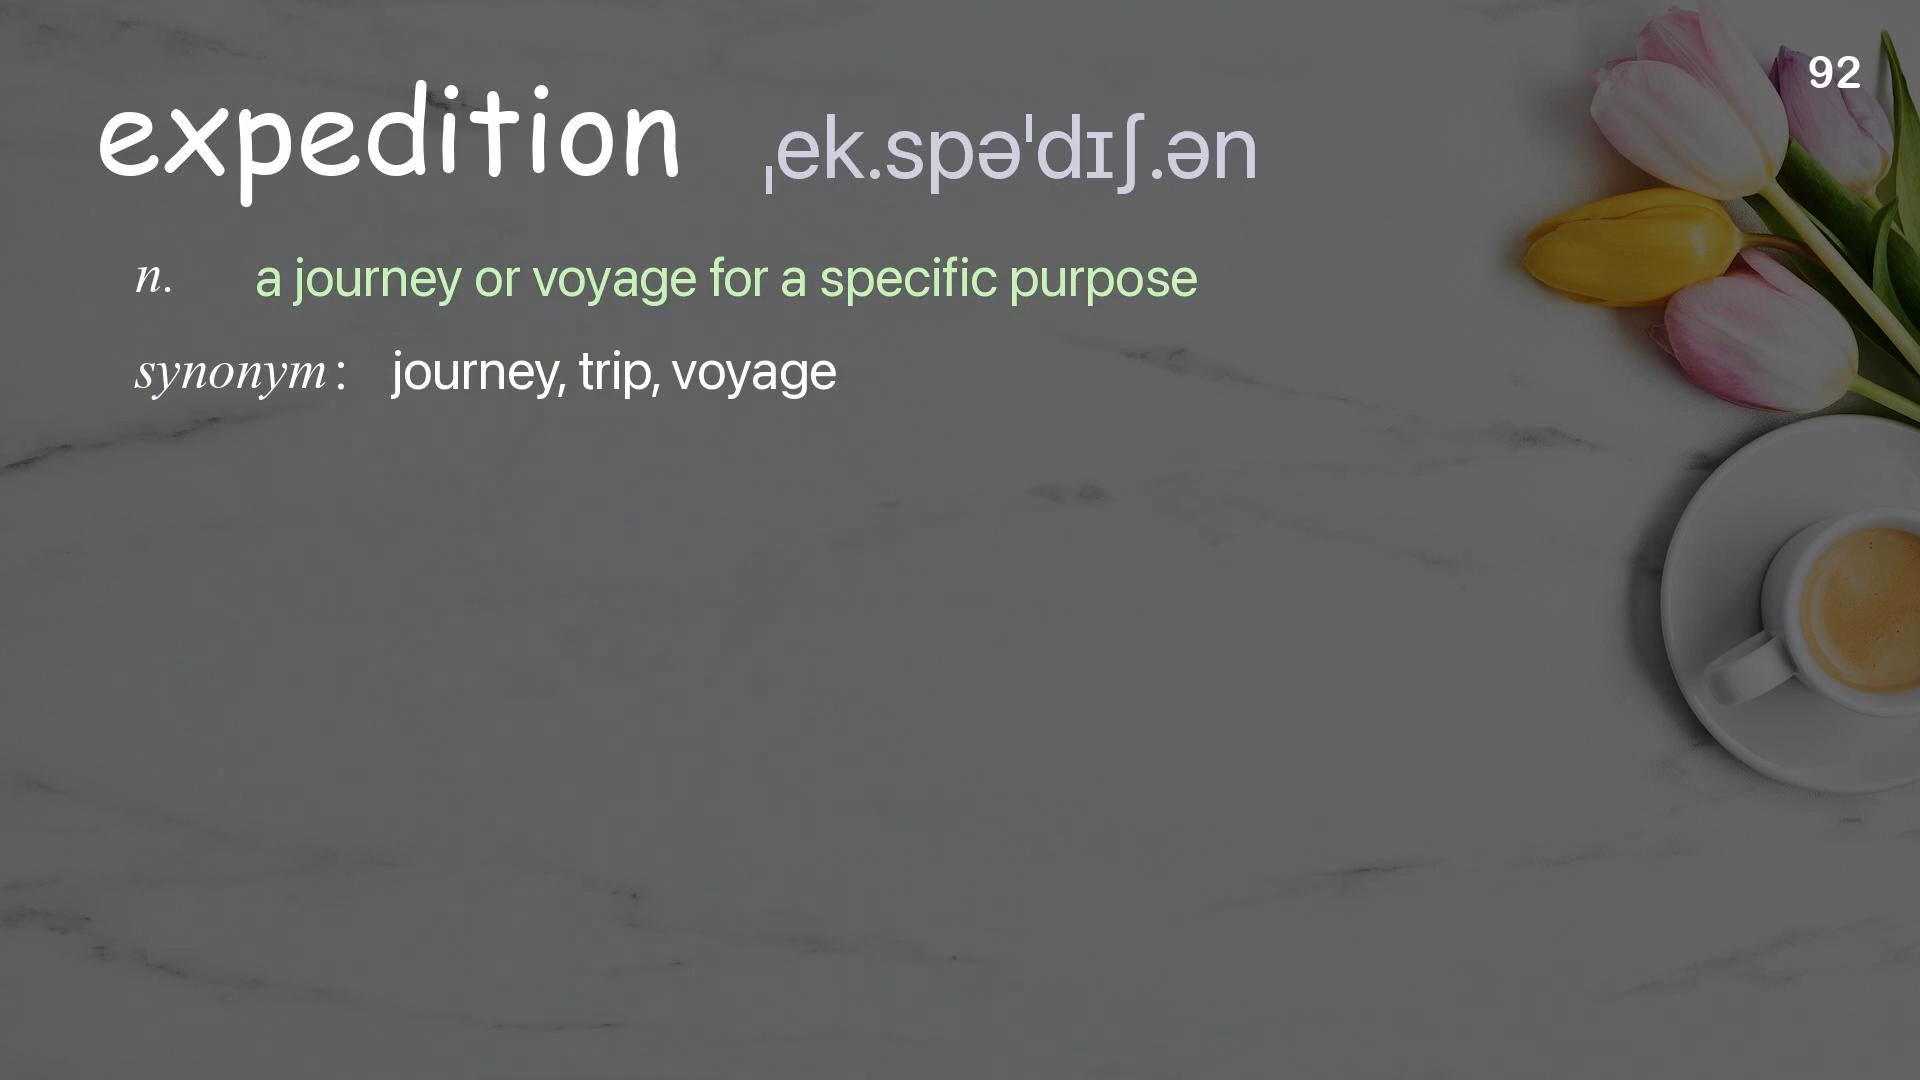 92
expedition ˌek.spəˈdɪʃ.ən
n. a journey or voyage for a specific purpose
synonym: journey, trip, voyage